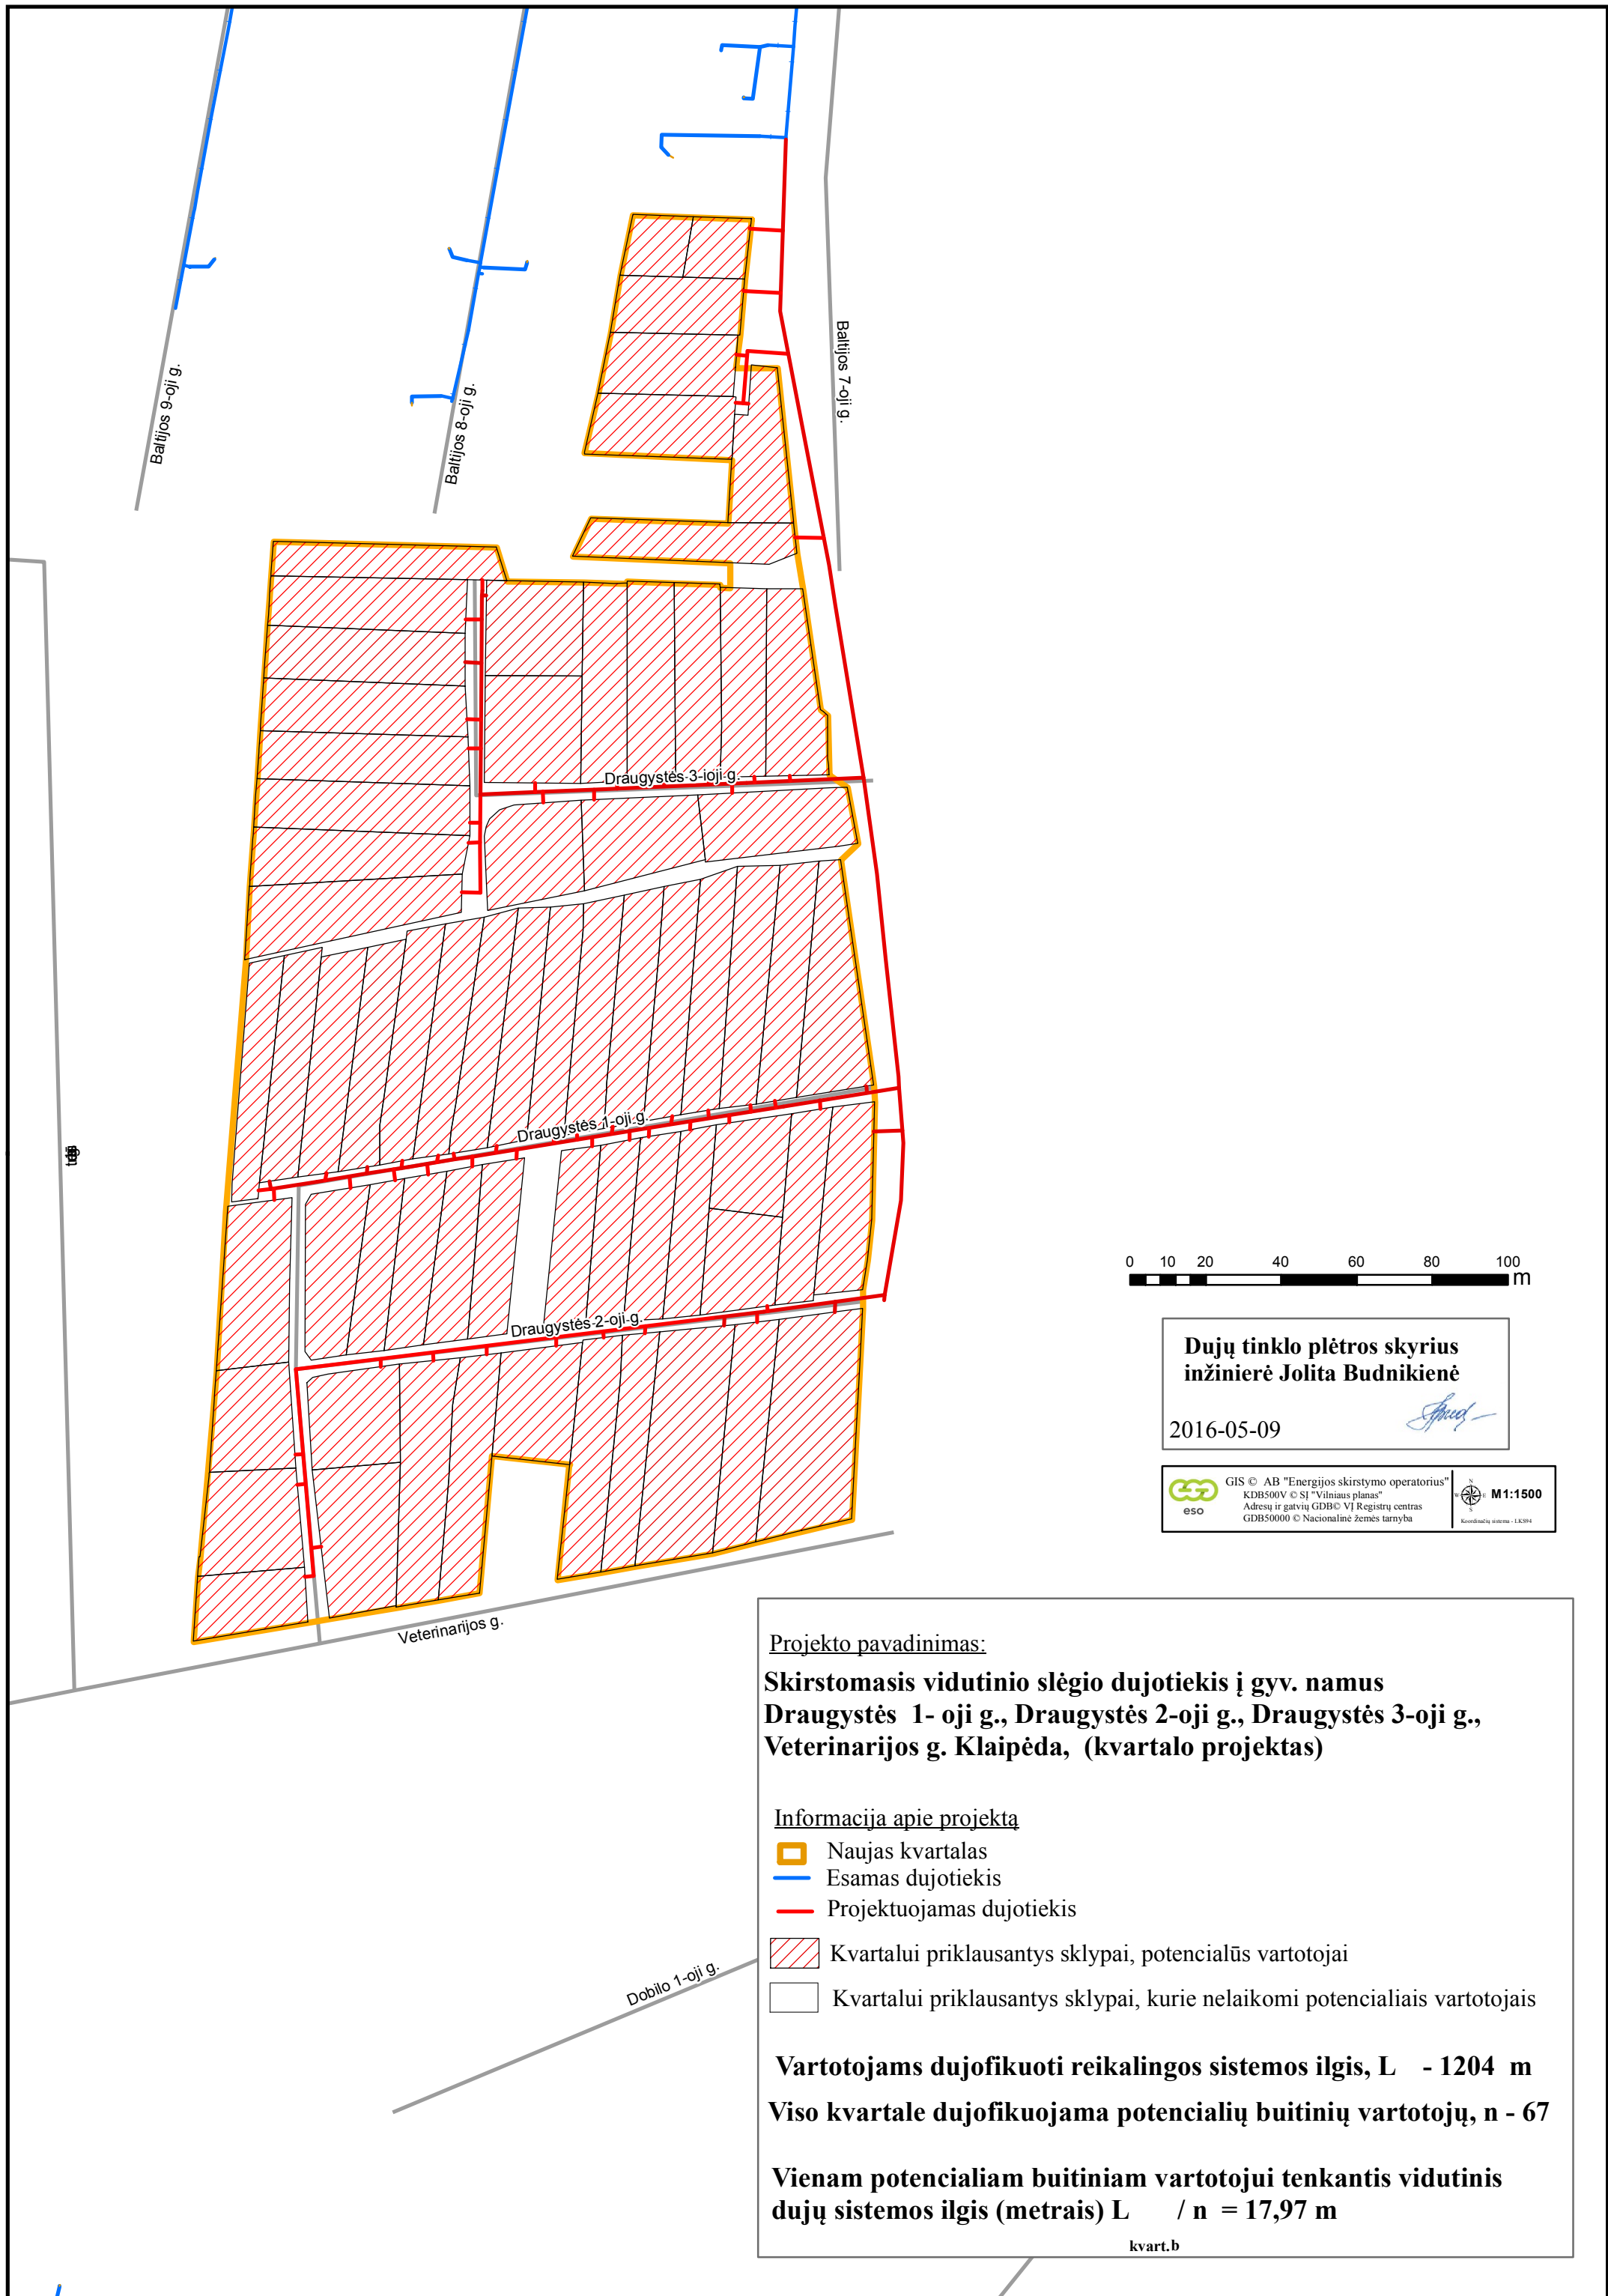 Baltijos 9-oji g.
Baltijos 8-oji g.
Baltijos 7-oji g.
Draugystės 3-ioji g.
Draugystės 1-oji g.
Draugystės 2-oji g.
Veterinarijos g.
Dobilo 1-oji g.
0 10 20 40 60 80 100
m
Dujų tinklo plėtros skyrius
inžinierė Jolita Budnikienė
2016-05-09
eso
GIS © AB "Energijos skirstymo operatorius"
KDB500V © SĮ "Vilniaus planas"
Adresų ir gatvių GDB© VĮ Registrų centras
GDB50000 © Nacionalinė žemės tarnyba
N
W E
S
M1:1500
Koordinačių sistema - LKS94
Projekto pavadinimas:
Skirstomasis vidutinio slėgio dujotiekis į gyv. namus
Draugystės 1- oji g., Draugystės 2-oji g., Draugystės 3-oji g.,
Veterinarijos g. Klaipėda, (kvartalo projektas)
Informacija apie projektą
Naujas kvartalas
Esamas dujotiekis
Projektuojamas dujotiekis
Kvartalui priklausantys sklypai, potencialūs vartotojai
Kvartalui priklausantys sklypai, kurie nelaikomi potencialiais vartotojais
Vartotojams dujofikuoti reikalingos sistemos ilgis, L - 1204 m
Viso kvartale dujofikuojama potencialių buitinių vartotojų, n - 67
Vienam potencialiam buitiniam vartotojui tenkantis vidutinis
dujų sistemos ilgis (metrais) L / n = 17,97 m
kvart.b